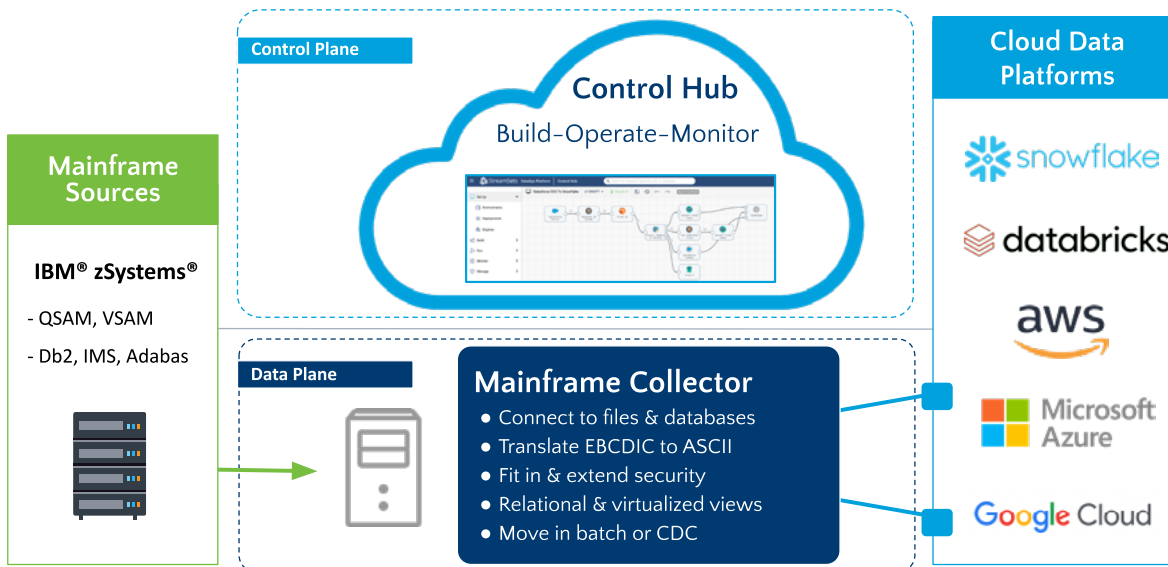 Control Plane
Control Hub
Build-Operate-Monitor
StreamSets
Mainframe
Sources
IBM® zSystems®
- QSAM, VSAM
- Db2, IMS, Adabas
Data Plane
Mainframe Collector
● Connect to files & databases
● Translate EBCDIC to ASCII
● Fit in & extend security
● Relational & virtualized views
● Move in batch or CDC
Cloud Data
Platforms
snowflake
databricks
aws
Microsoft
Azure
Google Cloud